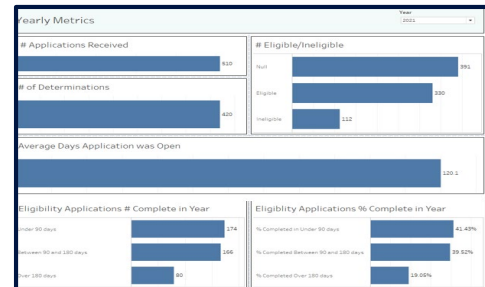 Yearly Metrics
Year
2021
# Applications Received
610
# of Determinations
420
# Eligible/Ineligible
Null
391
Eligible
330
Ineligible
112
Average Days Application was Open
120.1
Eligibility Applications # Complete in Year
Under 90 days
174
Between 90 and 180 days
166
Over 180 days
80
Eligiblity Applications % Complete in Year
% Completed in Under 90 days
41.43%
% Completed Between 90 and 180 days
39.52%
% Completed Over 180 days
19.05%